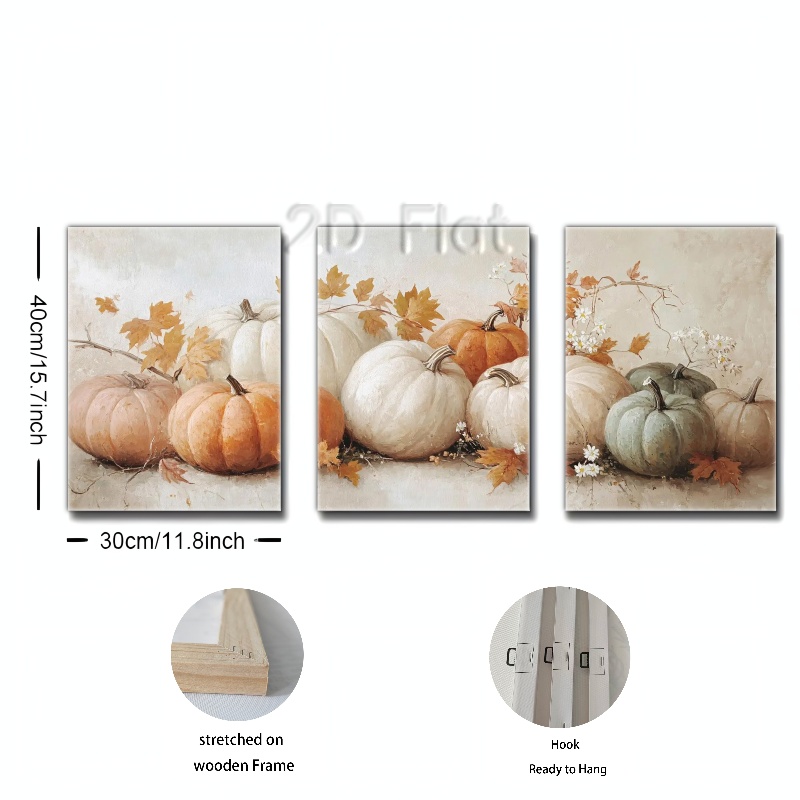 2D Flat
40cm/15.7inch
30cm/11.8inch
stretched on
wooden Frame
Hook
Ready to Hang